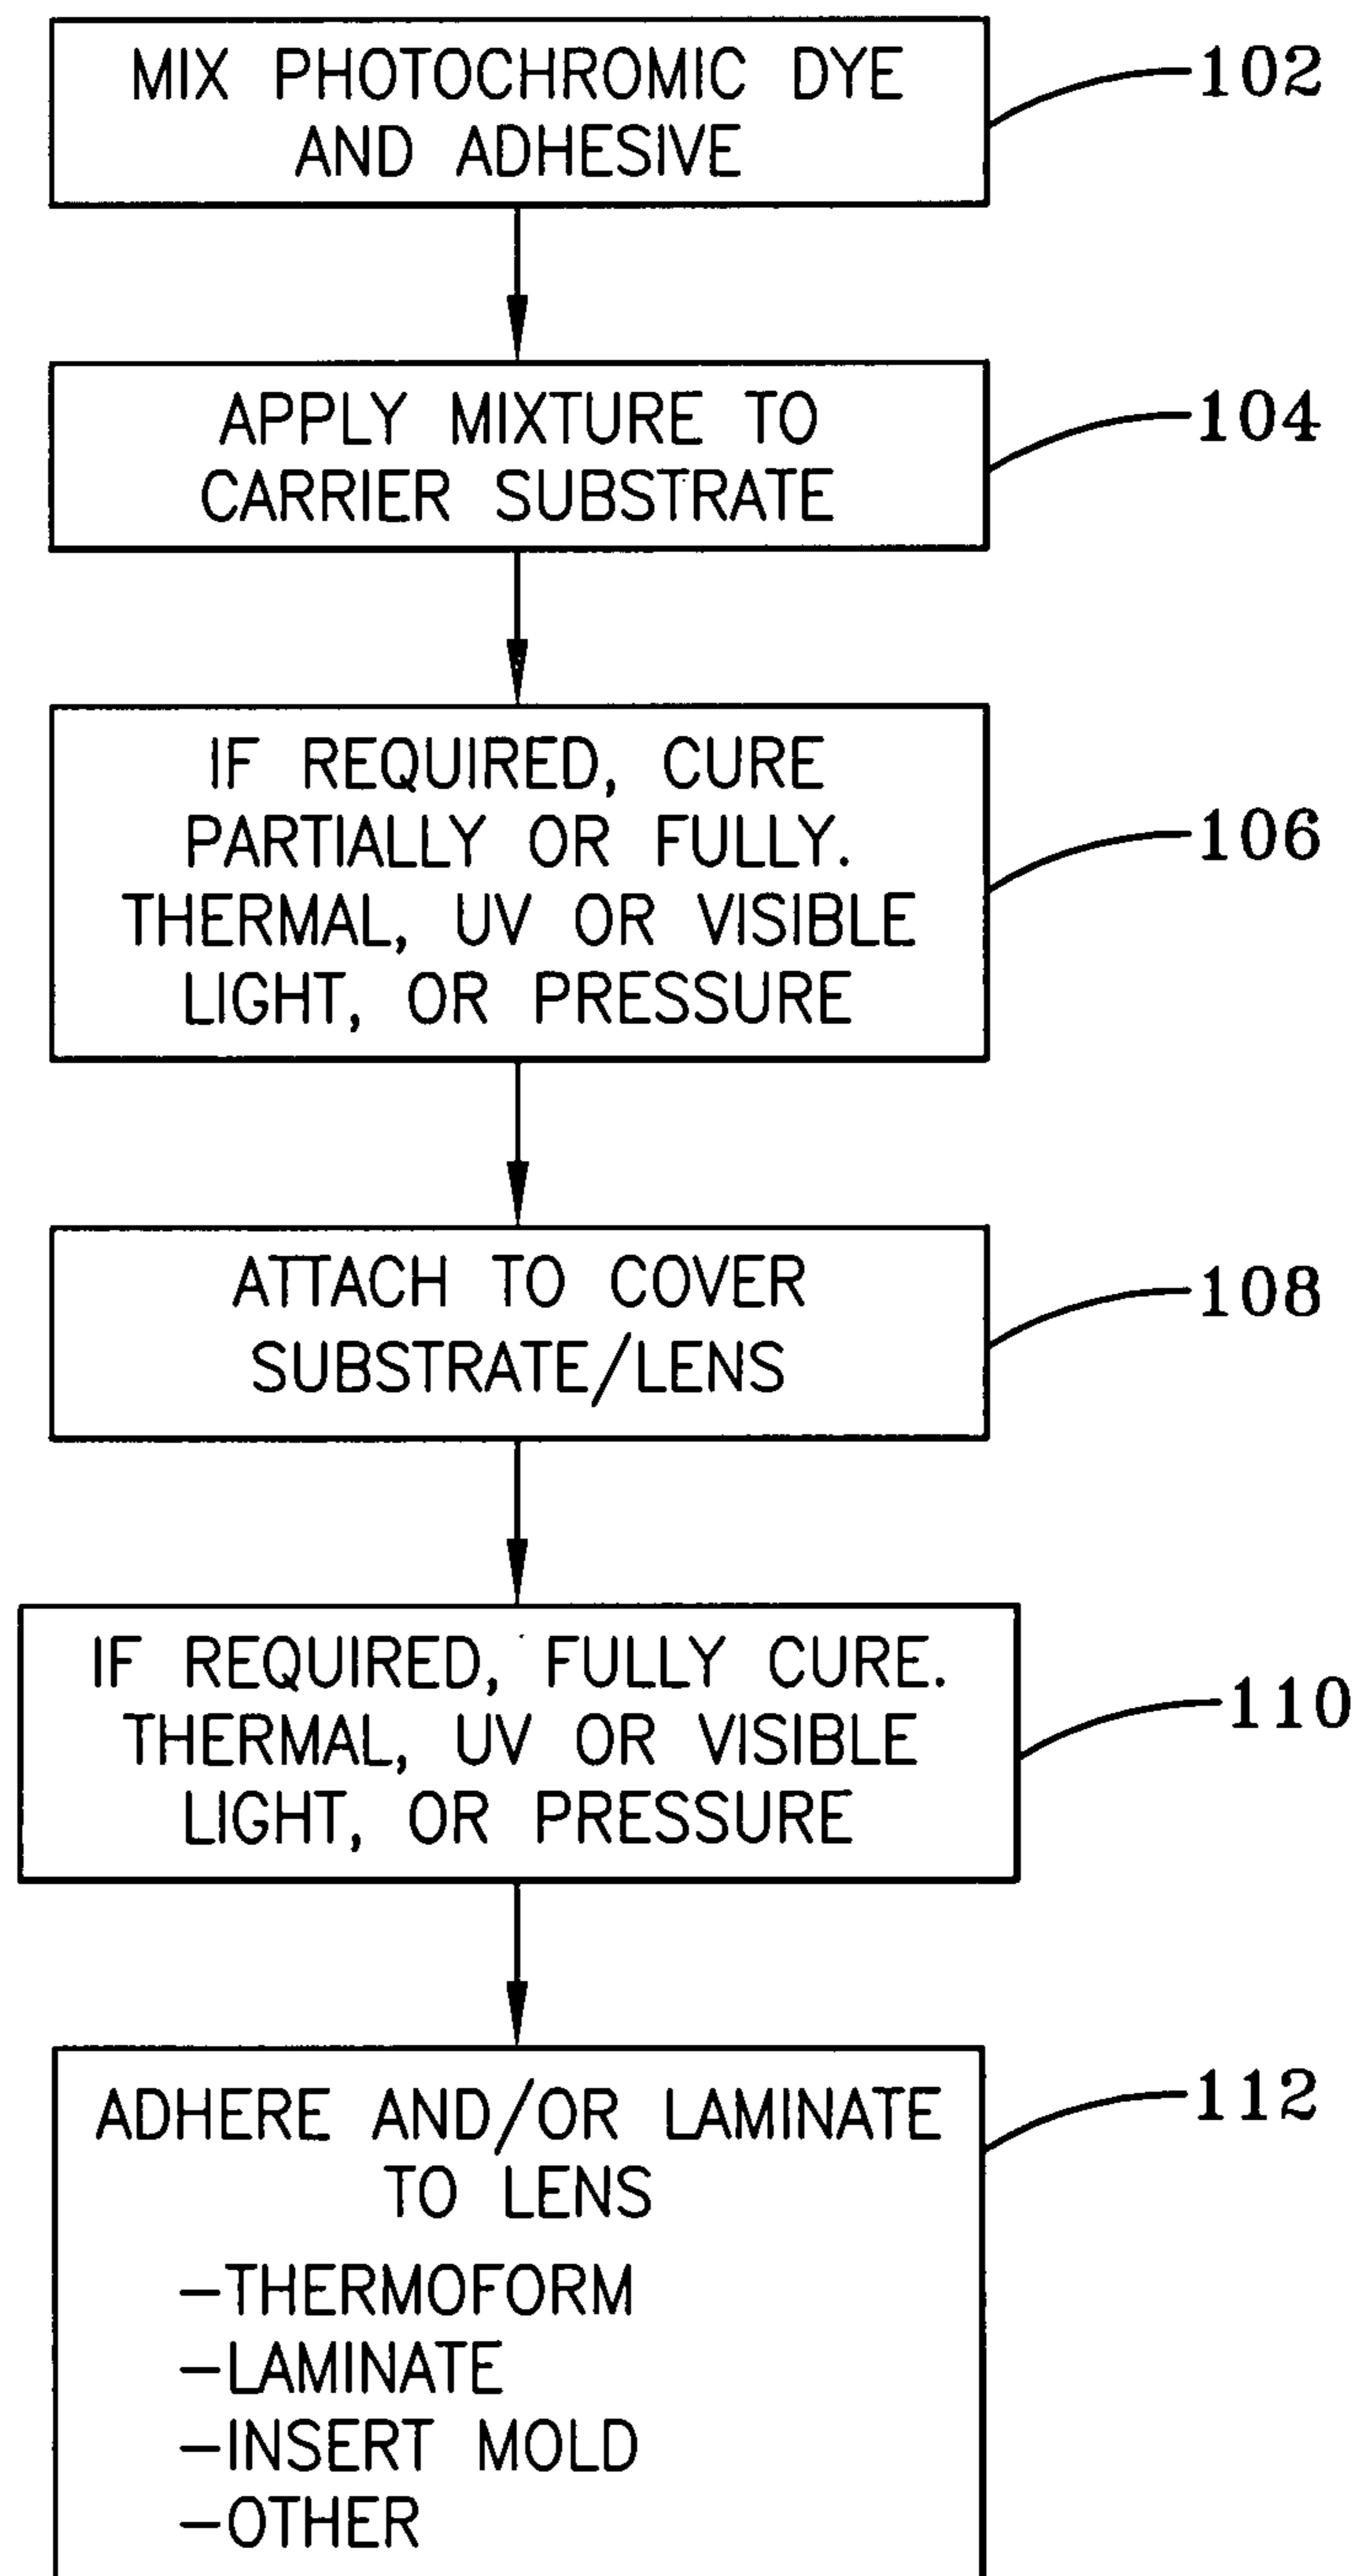 MIX PHOTOCHROMIC DYE
AND ADHESIVE
102
APPLY MIXTURE TO
CARRIER SUBSTRATE
104
IF REQUIRED, CURE
PARTIALLY OR FULLY.
THERMAL, UV OR VISIBLE
LIGHT, OR PRESSURE
106
ATTACH TO COVER
SUBSTRATE/LENS
108
IF REQUIRED, FULLY CURE.
THERMAL, UV OR VISIBLE
LIGHT, OR PRESSURE
110
ADHERE AND/OR LAMINATE
TO LENS
-THERMOFORM
-LAMINATE
-INSERT MOLD
-OTHER
112